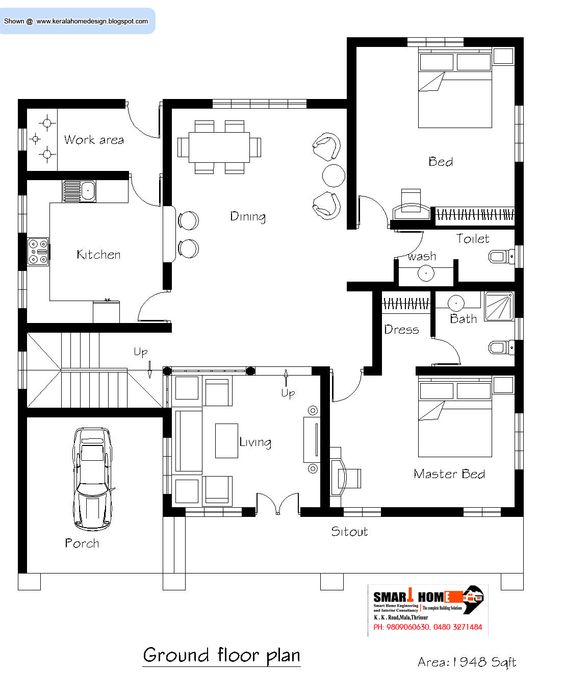 Shown @ www.keralahomedesign.blogspot.com
Work area
Bed
Dining
Toilet
wash
Kitchen
Bath
Dress
Up
Up
Living
Master Bed
Porch
Sitout
SMART HOME
Smart Home Engineering
and Interior Consultancy
The complete Building Solutions
K . K . Road,Mala,Thrissur
PH: 9809060630, 0480 3271484
Ground floor plan
Area:1948 Sqft